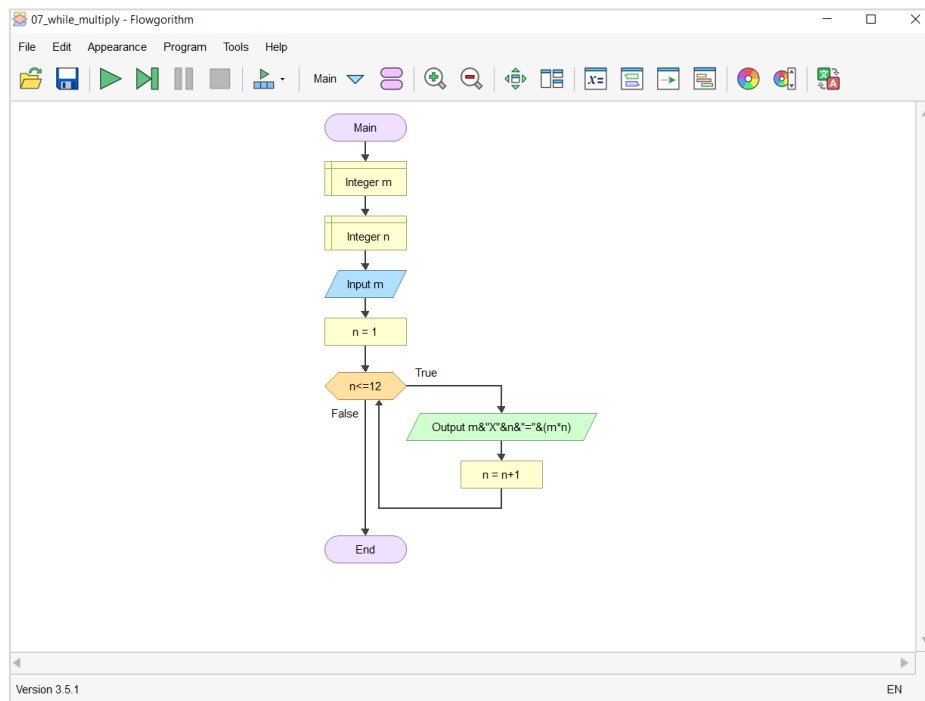 07_while_multiply - Flowgorithm
File Edit Appearance Program Tools Help
Main
x=
文
A
Main
Integer m
Integer n
Input m
n = 1
n<=12
True
False
Output m&"X"&n&"="&(m*n)
n = n+1
End
Version 3.5.1
EN